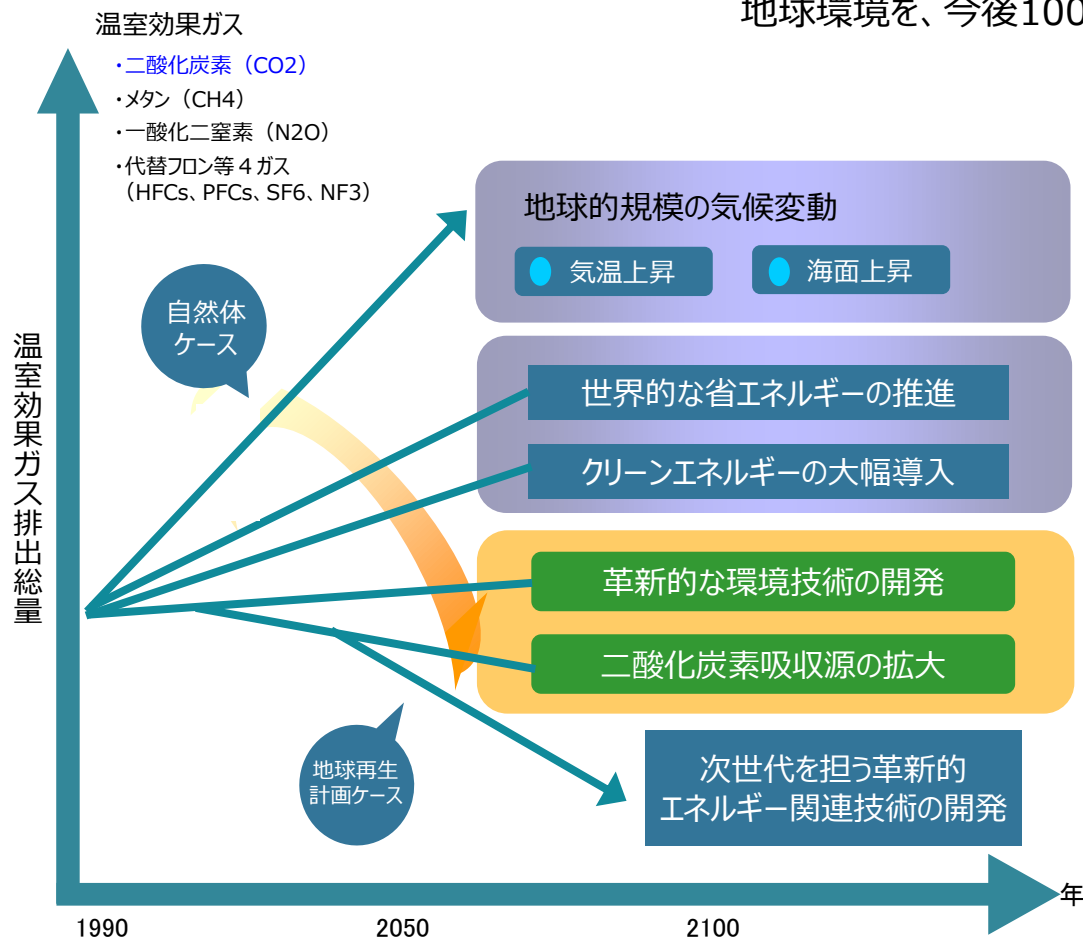 地球環境を、今後100
温室効果ガス
・二酸化炭素（CO2）
・メタン（CH4）
・一酸化二窒素（N2O）
・代替フロン等４ガス
（HFCs、PFCs、SF6、NF3）
地球的規模の気候変動
気温上昇
海面上昇
自然体
ケース
温室効果ガス排出総量
世界的な省エネルギーの推進
クリーンエネルギーの大幅導入
革新的な環境技術の開発
二酸化炭素吸収源の拡大
地球再生
計画ケース
次世代を担う革新的
エネルギー関連技術の開発
年
1990
2050
2100